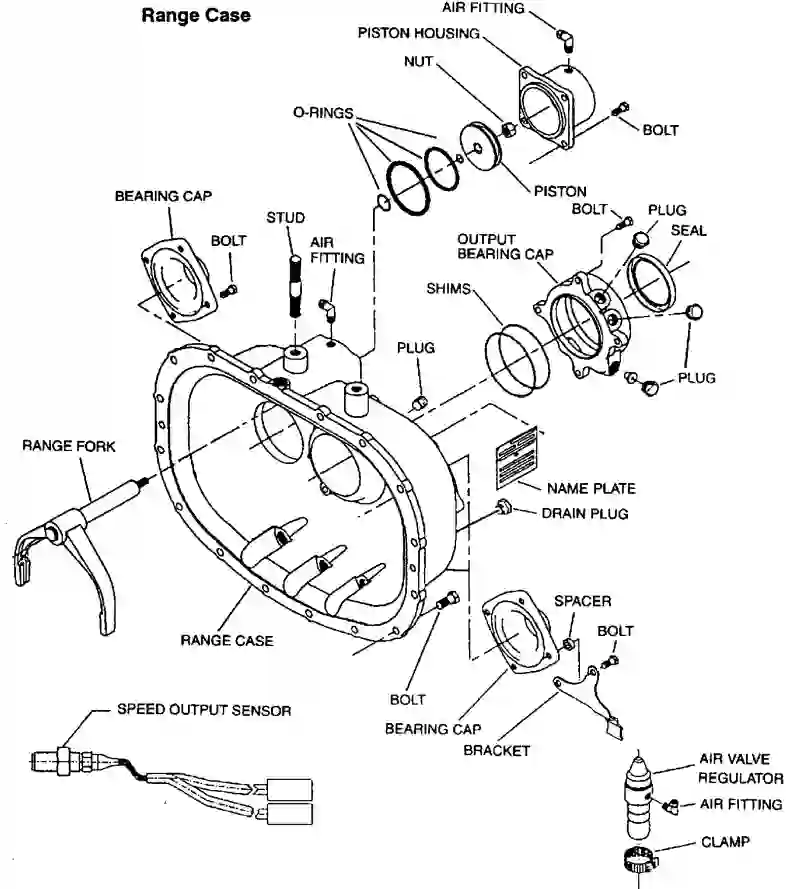 Range Case
AIR FITTING
PISTON HOUSING
NUT
O-RINGS
BOLT
PISTON
BEARING CAP
BOLT
PLUG
STUD
SEAL
BOLT
AIR
FITTING
OUTPUT
BEARING CAP
SHIMS
PLUG
PLUG
RANGE FORK
NAME PLATE
DRAIN PLUG
SPACER
BOLT
RANGE CASE
BOLT
BEARING CAP
BRACKET
SPEED OUTPUT SENSOR
AIR VALVE
REGULATOR
AIR FITTING
CLAMP